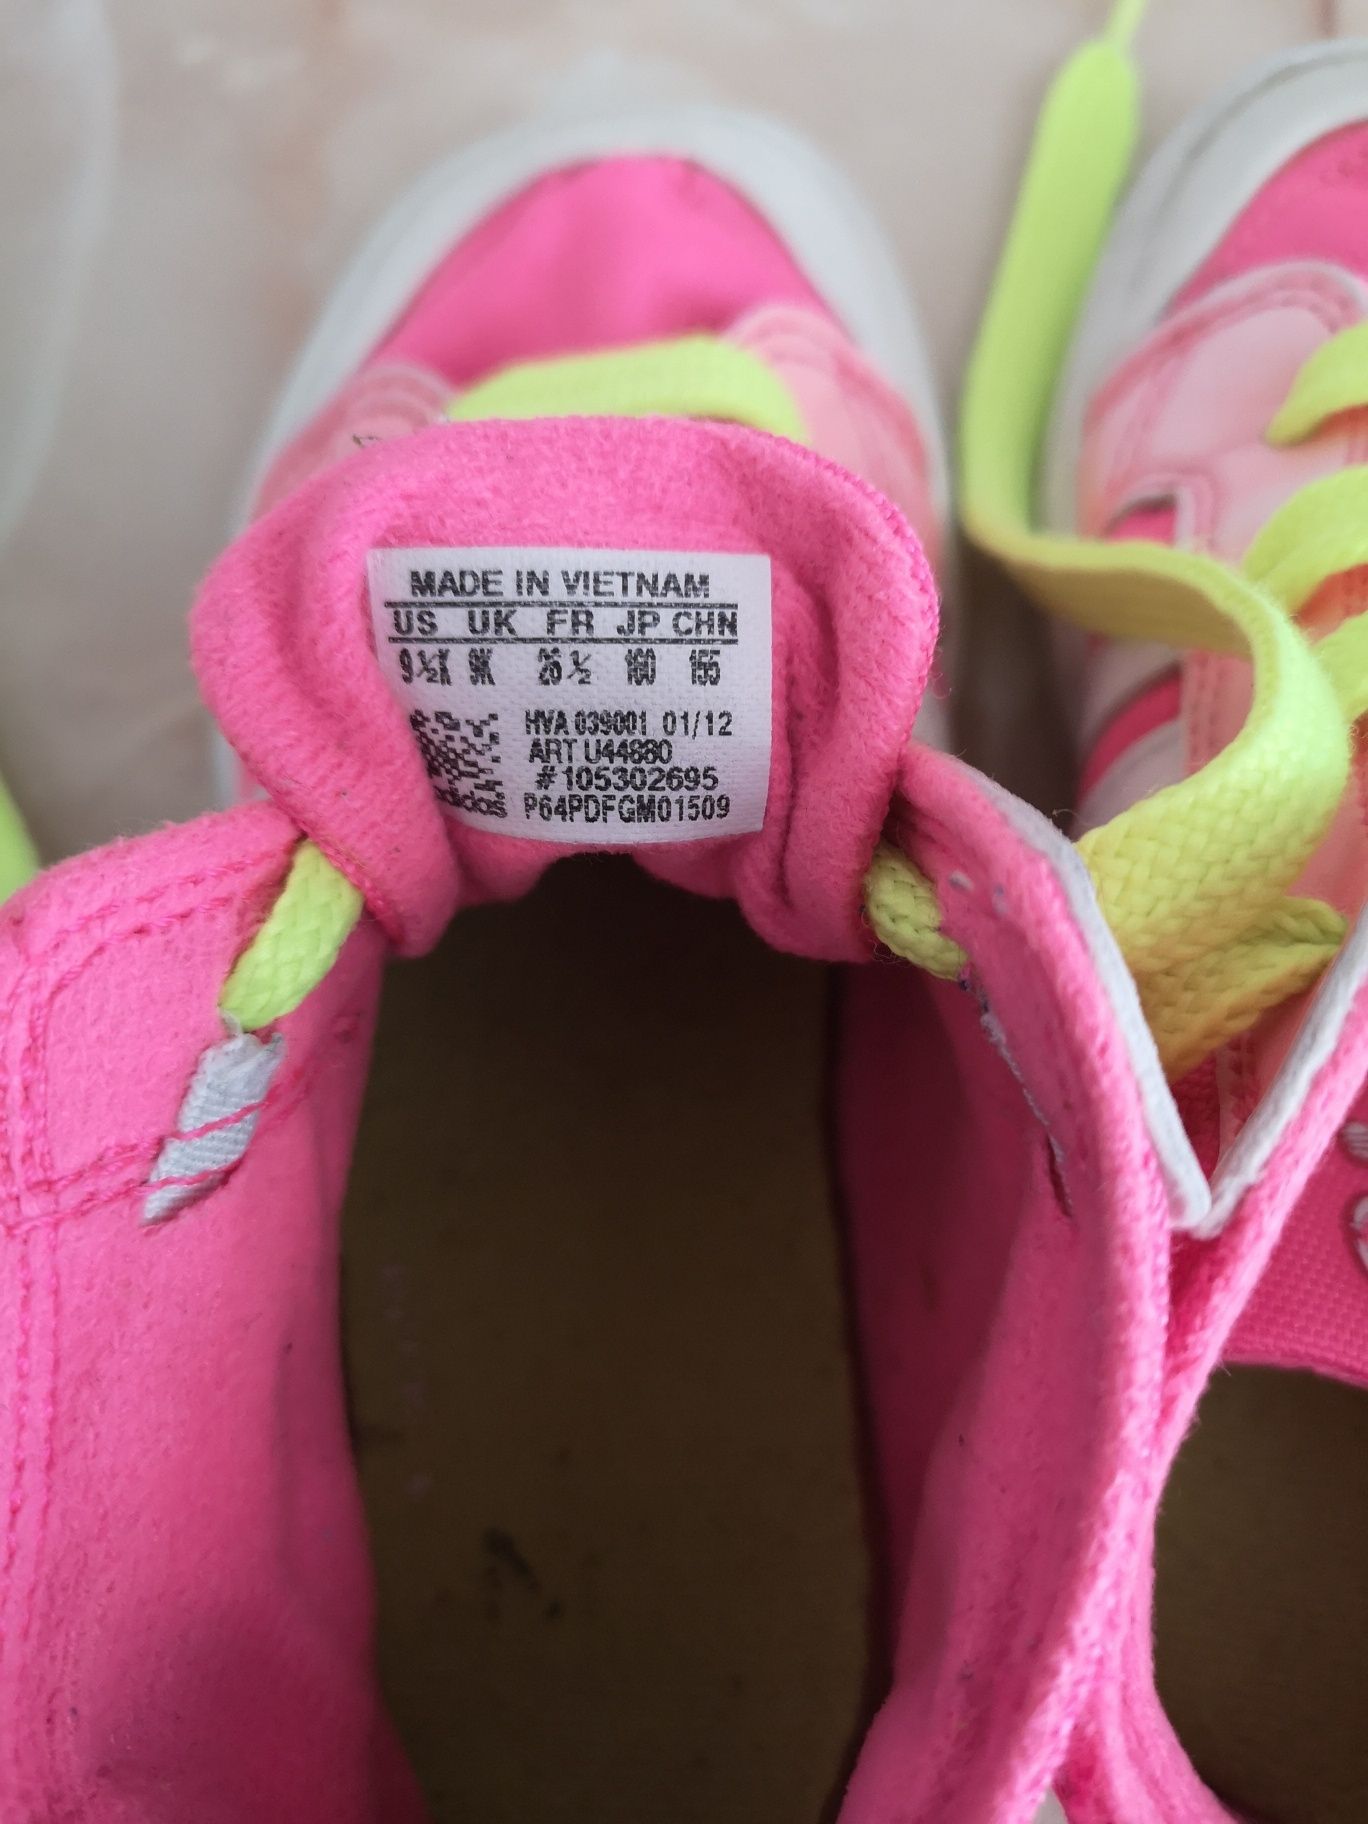 MADE IN VIETNAM
US UK FR JP CHN
9½K 9K 26½ 160 155
HVA 039001 01/12
ART U44880
#105302695
adidas P64PDFGM01509